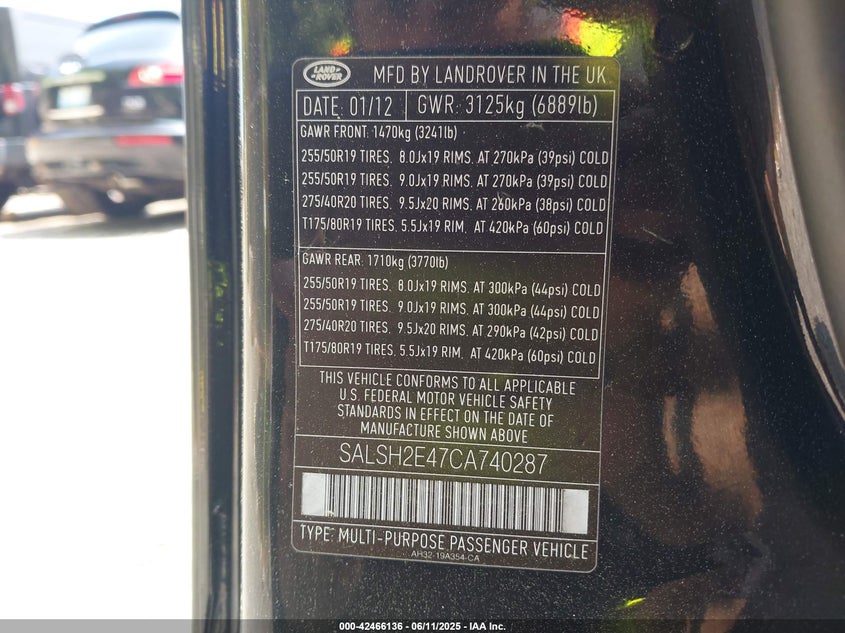 LAND ROVER
MFD BY LANDROVER IN THE UK
DATE: 01/12 GWR: 3125kg (6889lb)
GAWR FRONT: 1470kg (3241lb)
255/50R19 TIRES. 8.0Jx19 RIMS. AT 270kPa (39psi) COLD
255/50R19 TIRES. 9.0Jx19 RIMS. AT 270kPa (39psi) COLD
275/40R20 TIRES. 9.5Jx20 RIMS. AT 260kPa (38psi) COLD
T175/80R19 TIRES. 5.5Jx19 RIM. AT 420kPa (60psi) COLD
GAWR REAR: 1710kg (3770lb)
255/50R19 TIRES. 8.0Jx19 RIMS. AT 300kPa (44psi) COLD
255/50R19 TIRES. 9.0Jx19 RIMS. AT 300kPa (44psi) COLD
275/40R20 TIRES. 9.5Jx20 RIMS. AT 290kPa (42psi) COLD
T175/80R19 TIRES. 5.5Jx19 RIM. AT 420kPa (60psi) COLD
THIS VEHICLE CONFORMS TO ALL APPLICABLE
U.S. FEDERAL MOTOR VEHICLE SAFETY
STANDARDS IN EFFECT ON THE DATE OF
MANUFACTURE SHOWN ABOVE
SALSH2E47CA740287
TYPE: MULTI-PURPOSE PASSENGER VEHICLE
AH32-19A354-CA
000-42466136 - 06/11/2025 - IAA Inc.